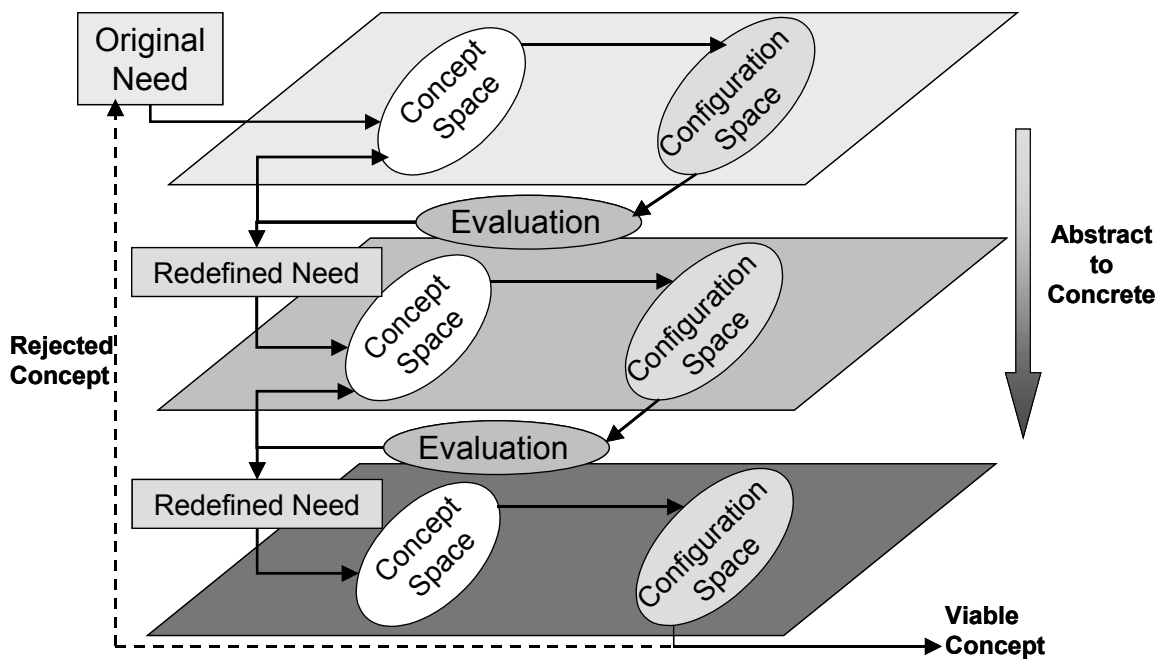 Original
Need
Concept
Space
Configuration
Space
Evaluation
Redefined Need
Concept
Space
Configuration
Space
Abstract
to
Concrete
Rejected
Concept
Evaluation
Redefined Need
Concept
Space
Configuration
Space
Viable
Concept